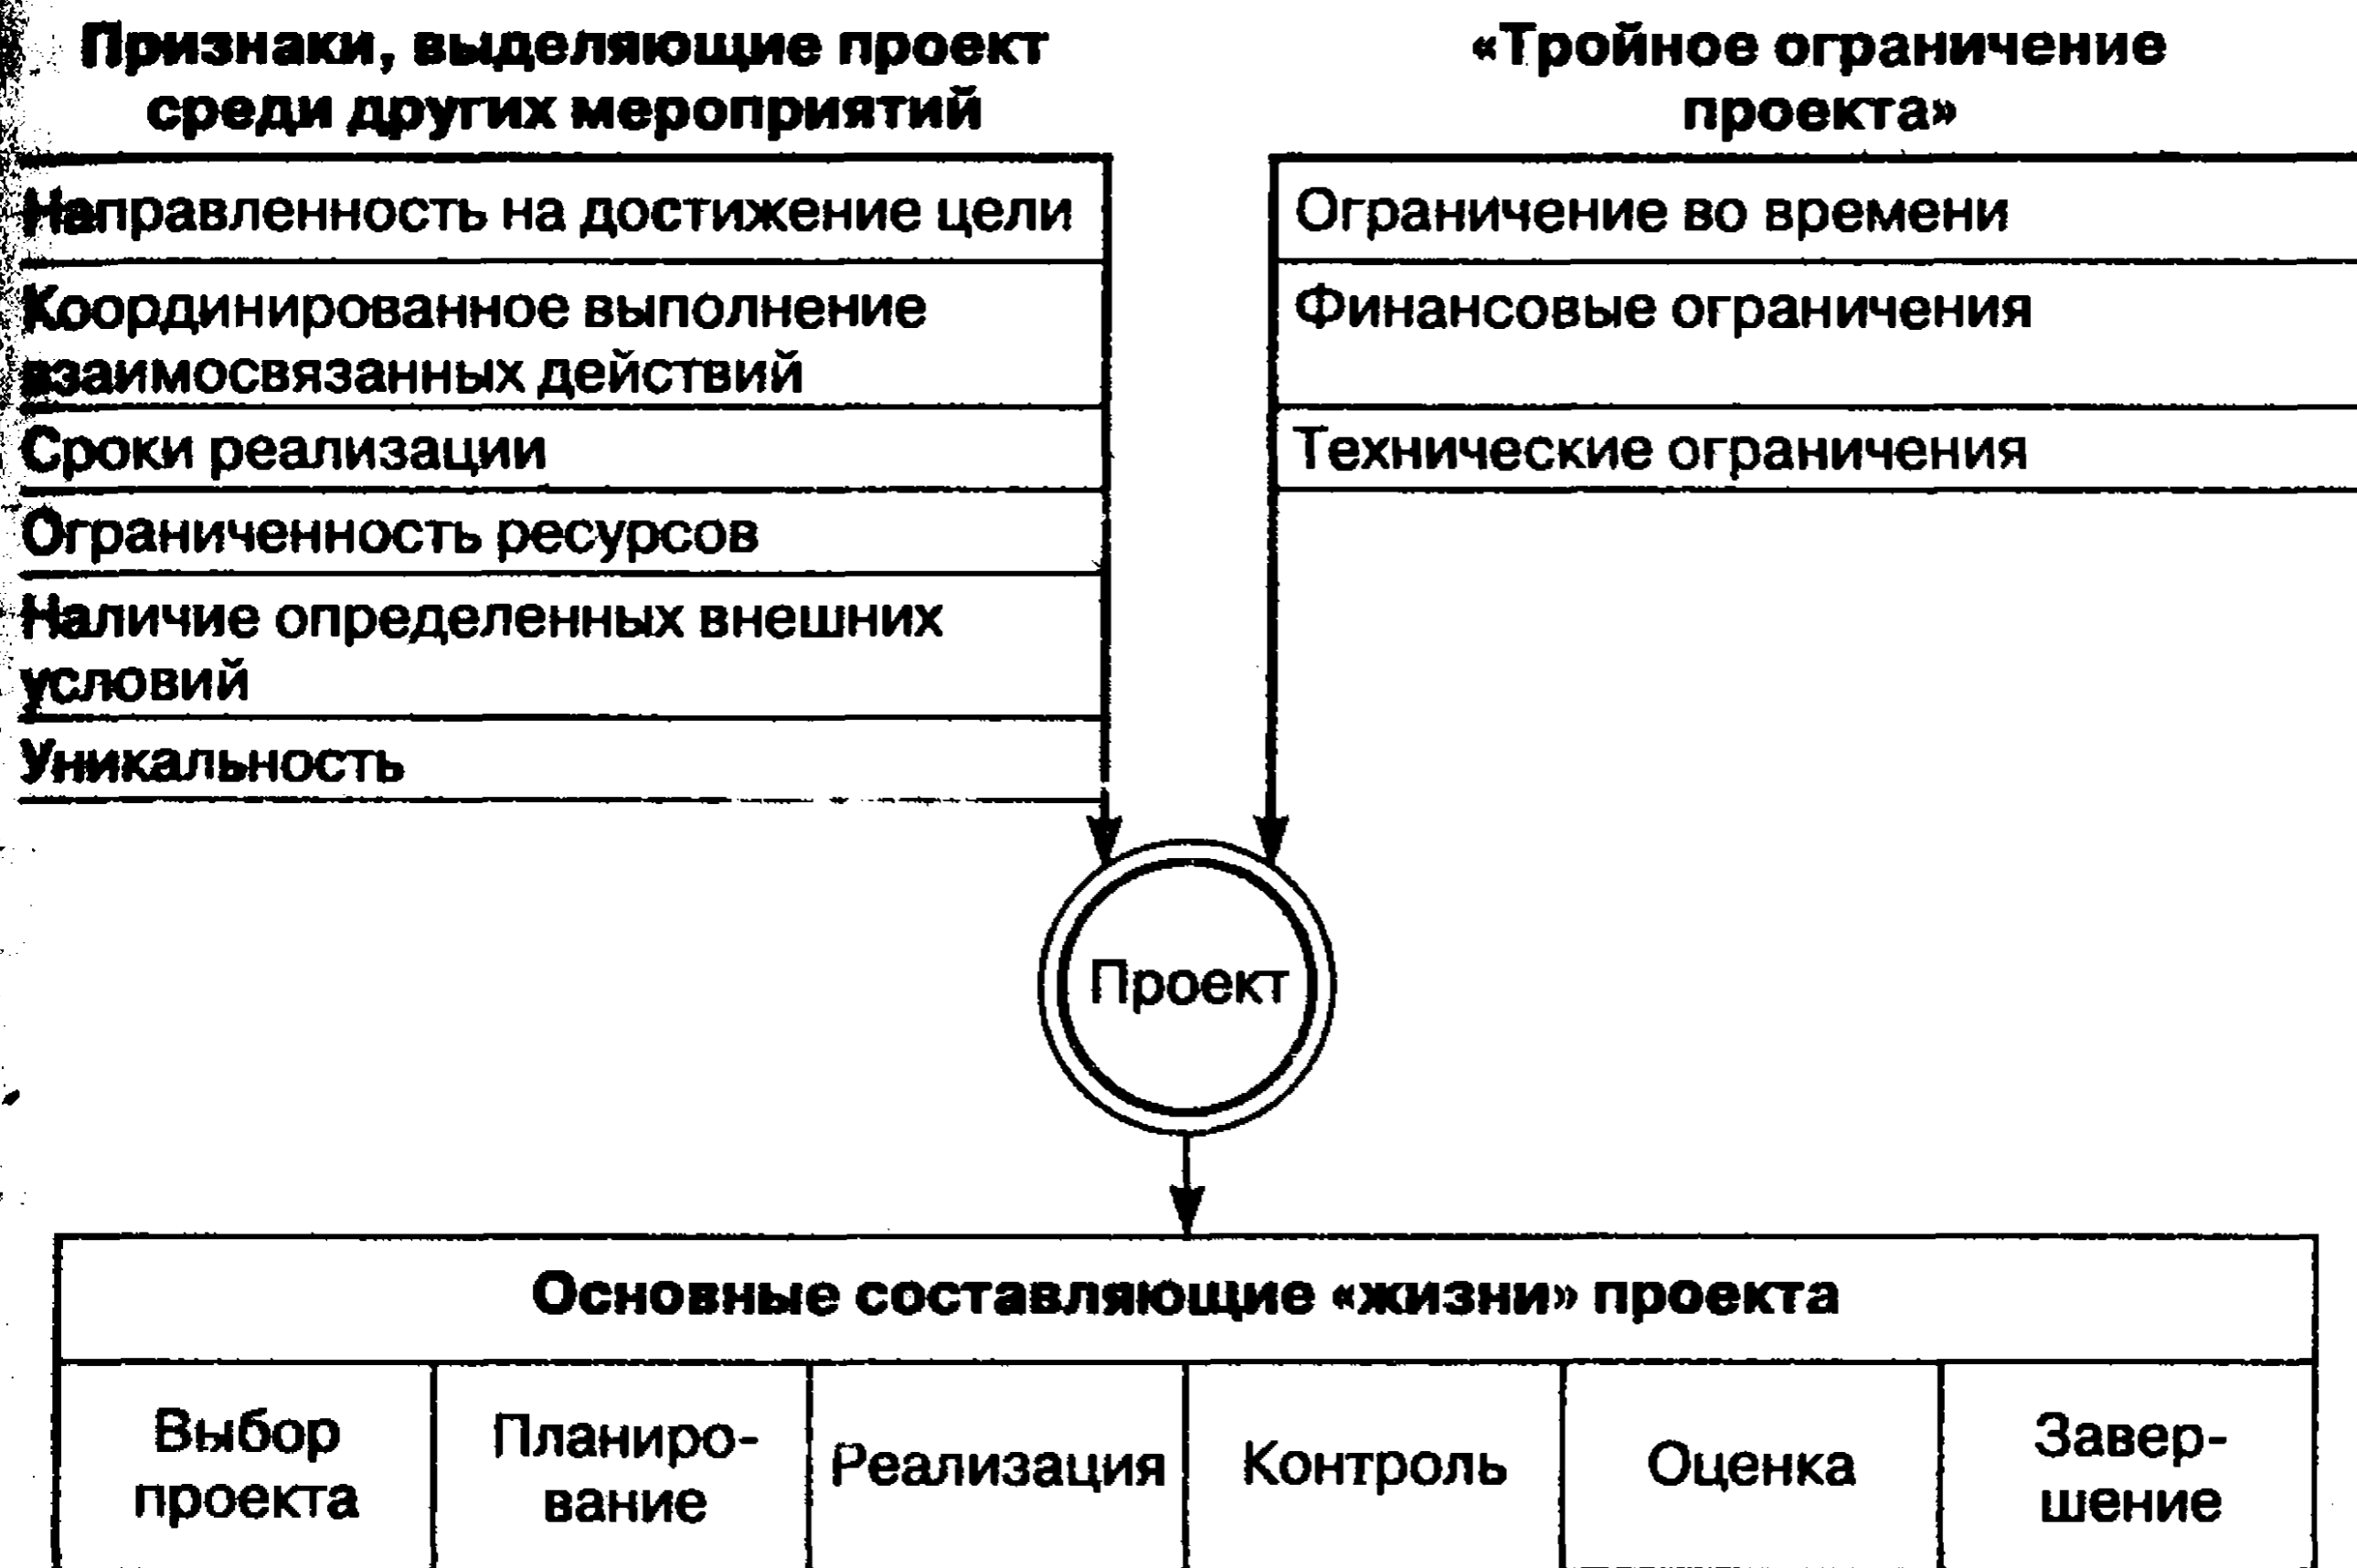 Признаки, выделяющие проект
среди других мероприятий
Направленность на достижение цели
Координированное выполнение
взаимосвязанных действий
Сроки реализации
Ограниченность ресурсов
Наличие определенных внешних
условий
Уникальность
«Тройное ограничение
проекта»
Ограничение во времени
Финансовые ограничения
Технические ограничения
Проект
Основные составляющие «жизни» проекта
Выбор
проекта
Планиро-
вание
Реализация
Контроль
Оценка
Завер-
шение